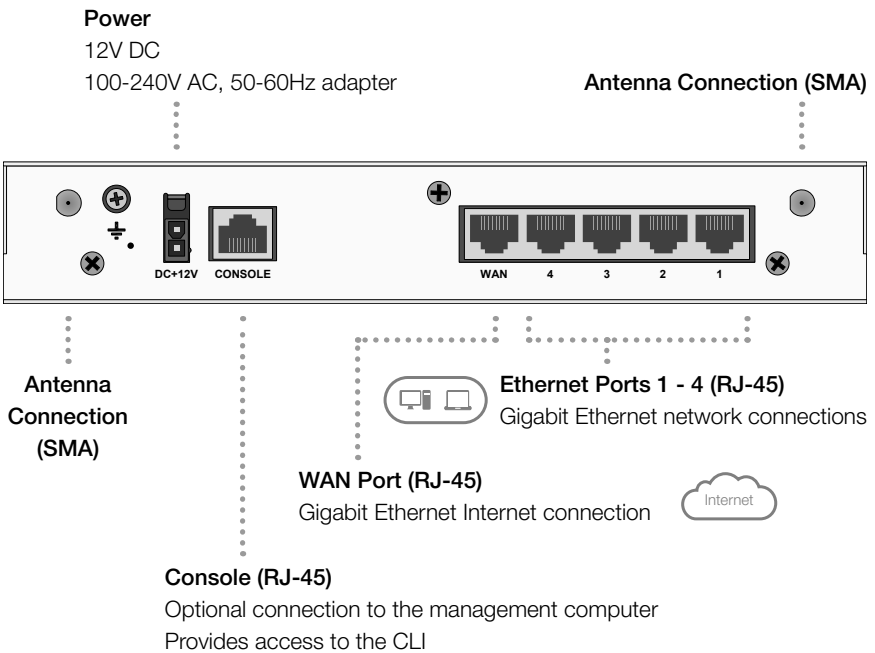 Power
12V DC
100-240V AC, 50-60Hz adapter
Antenna Connection (SMA)
DC+12V
CONSOLE
WAN
4
3
2
1
Antenna
Connection
(SMA)
Ethernet Ports 1 - 4 (RJ-45)
Gigabit Ethernet network connections
WAN Port (RJ-45)
Gigabit Ethernet Internet connection
Internet
Console (RJ-45)
Optional connection to the management computer
Provides access to the CLI